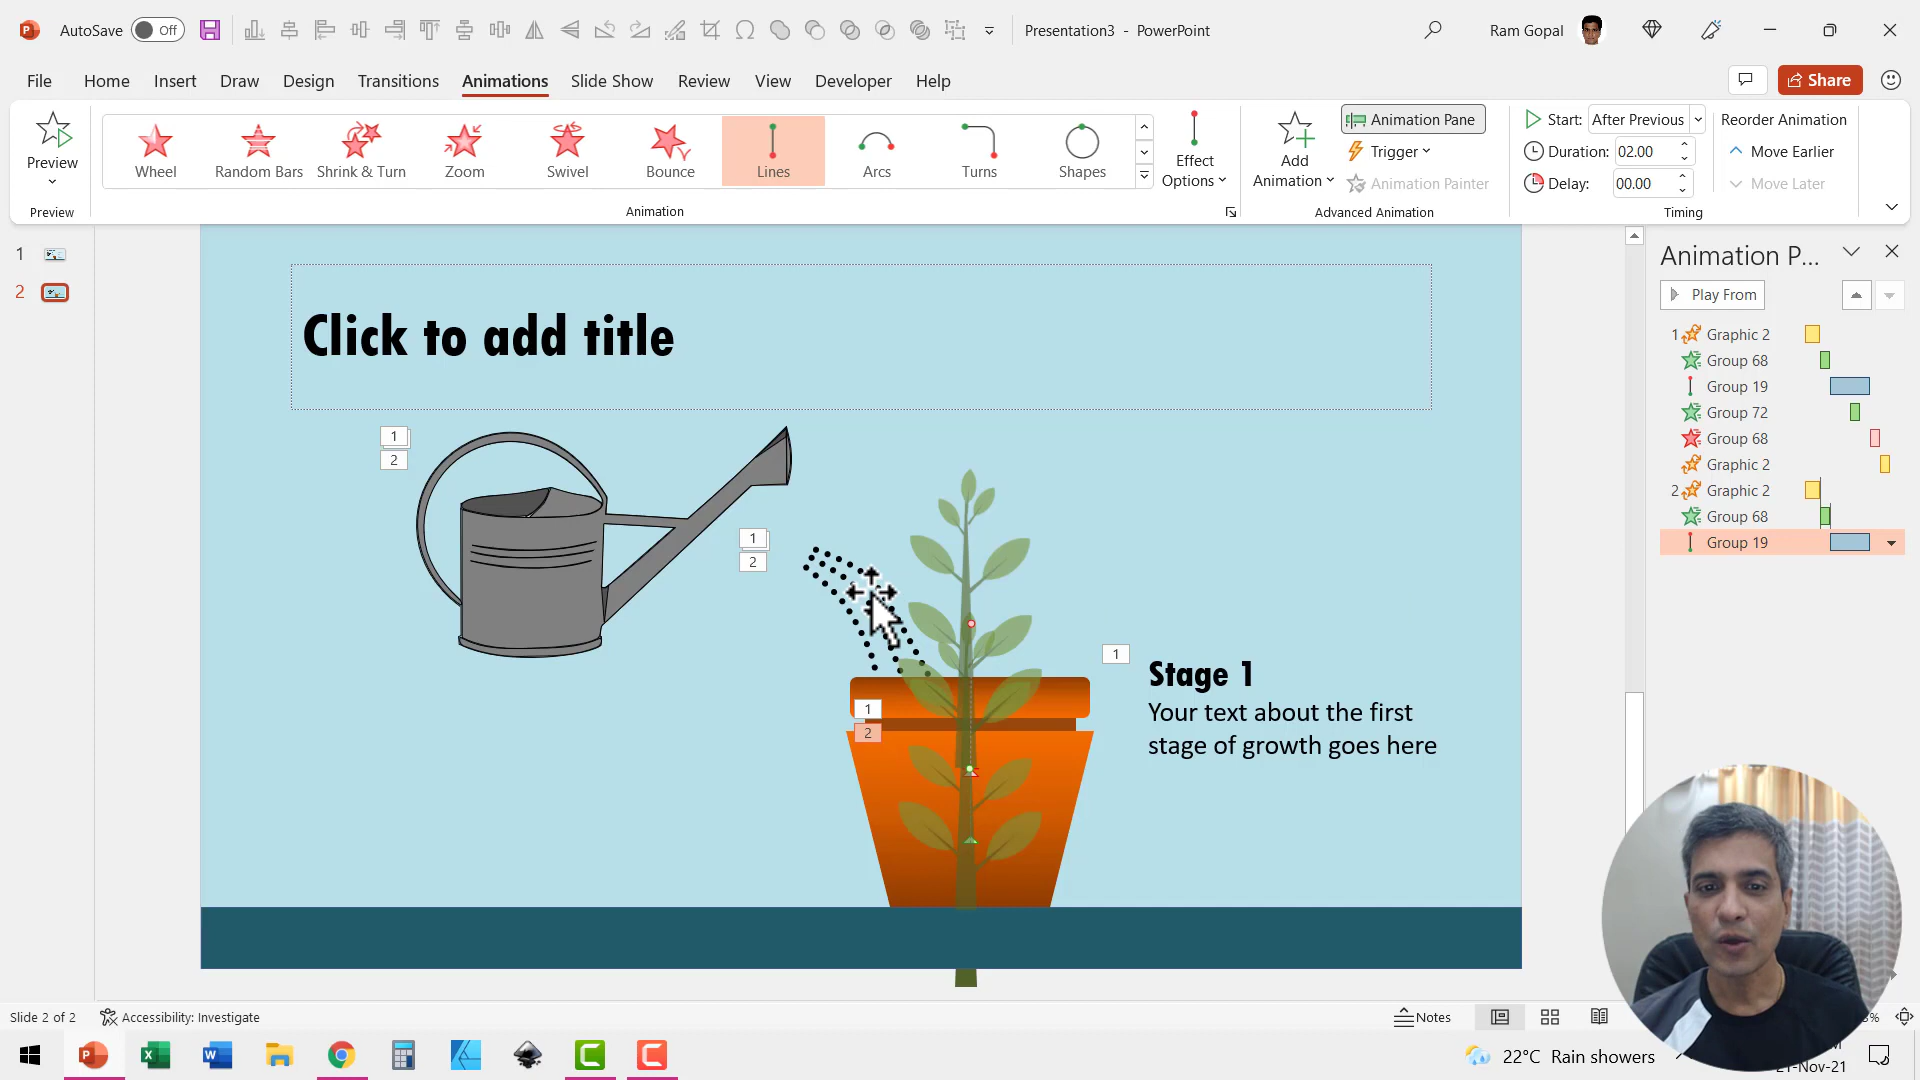 AutoSave Off Presentation3 - PowerPoint Ram Gopal
File Home Insert Draw Design Transitions Animations Slide Show Review View Developer Help Share
Preview
Wheel Random Bars Shrink & Turn Zoom Swivel Bounce Lines Arcs Turns Shapes
Effect Options
Add Animation
Animation Pane
Trigger
Animation Painter
Start: After Previous
Duration: 02.00
Delay: 00.00
Reorder Animation
Move Earlier
Move Later
Preview Animation Advanced Animation Timing
1
2
Click to add title
1
2
1
2
1
2
1
Stage 1
Your text about the first
stage of growth goes here
Animation P...
Play From
1 Graphic 2
Group 68
Group 19
Group 72
Group 68
Graphic 2
2 Graphic 2
Group 68
Group 19
Slide 2 of 2 Accessibility: Investigate Notes
22°C Rain showers
21-Nov-21